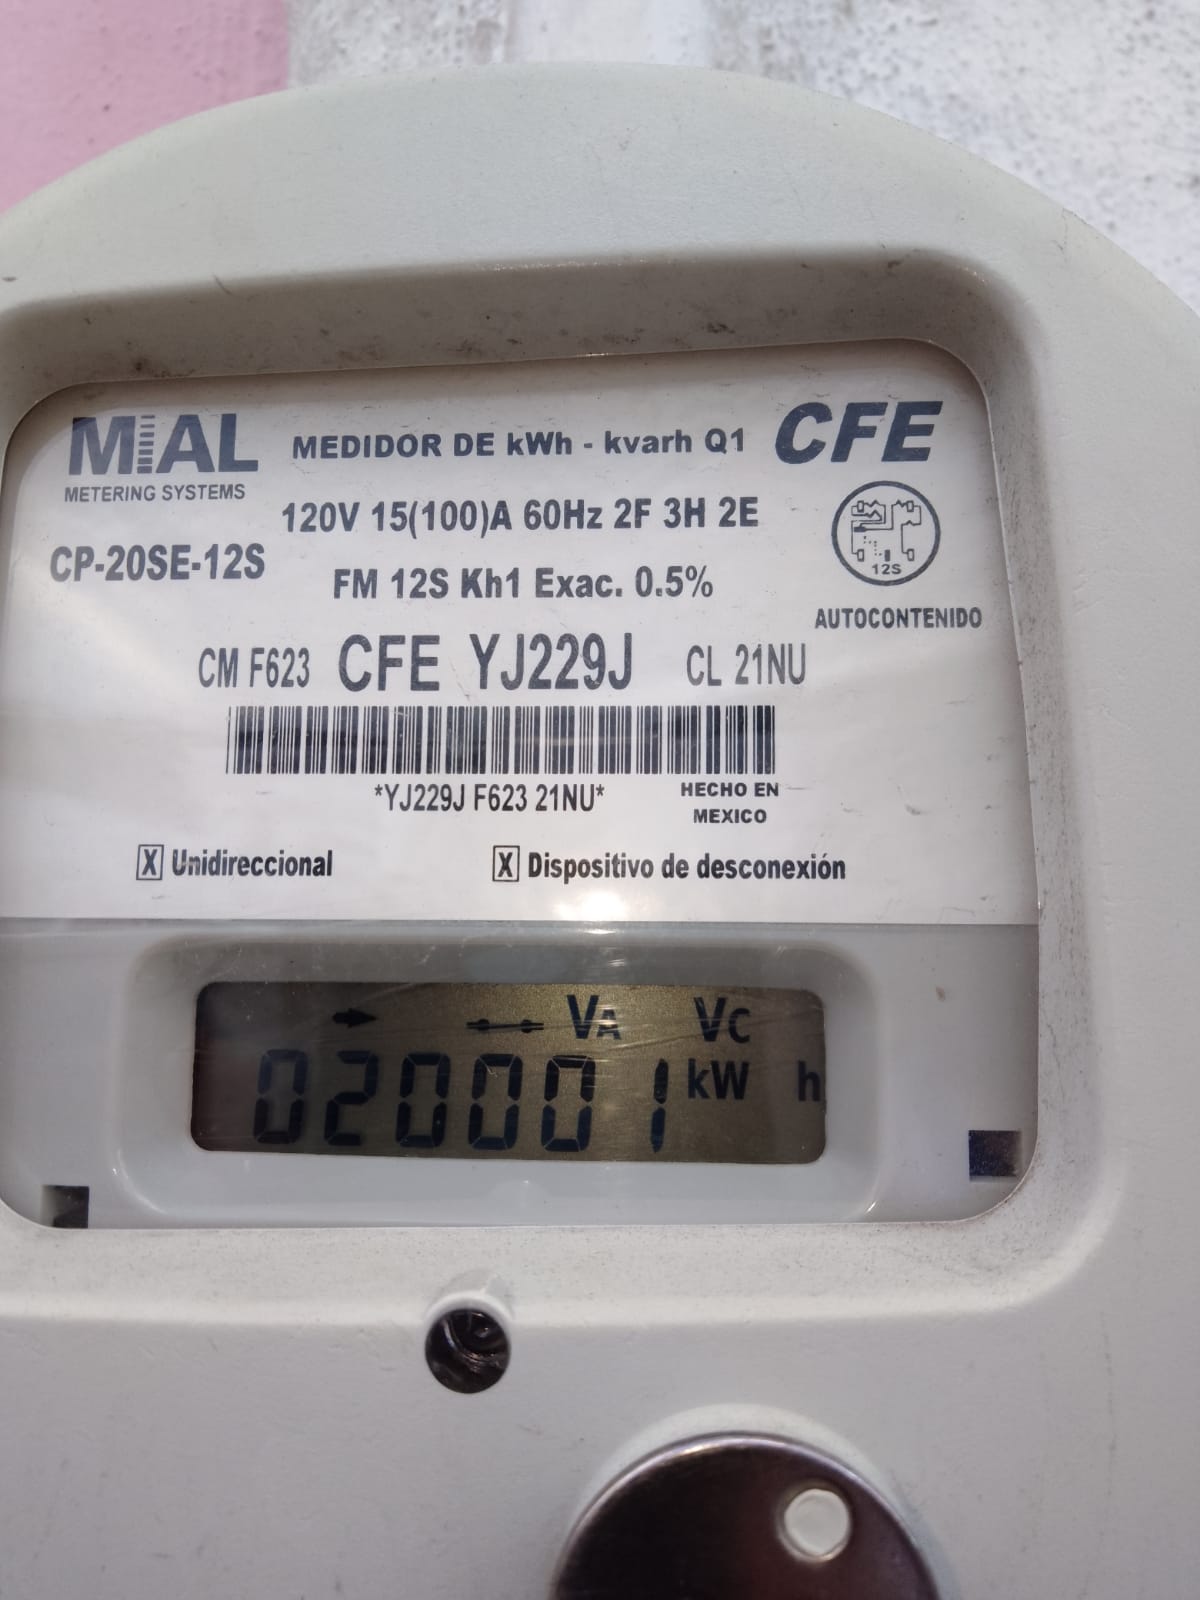 MIAL MEDIDOR DE kWh - kvarh Q1 CFE
METERING SYSTEMS
120V 15(100)A 60Hz 2F 3H 2E
CP-20SE-12S
FM 12S Kh1 Exac. 0.5%
12S
AUTOCONTENIDO
CM F623 CFE YJ229J CL 21NU
*YJ229J F623 21NU*
HECHO EN
MEXICO
X Unidireccional X Dispositivo de desconexión
VA VC
020001 kW h